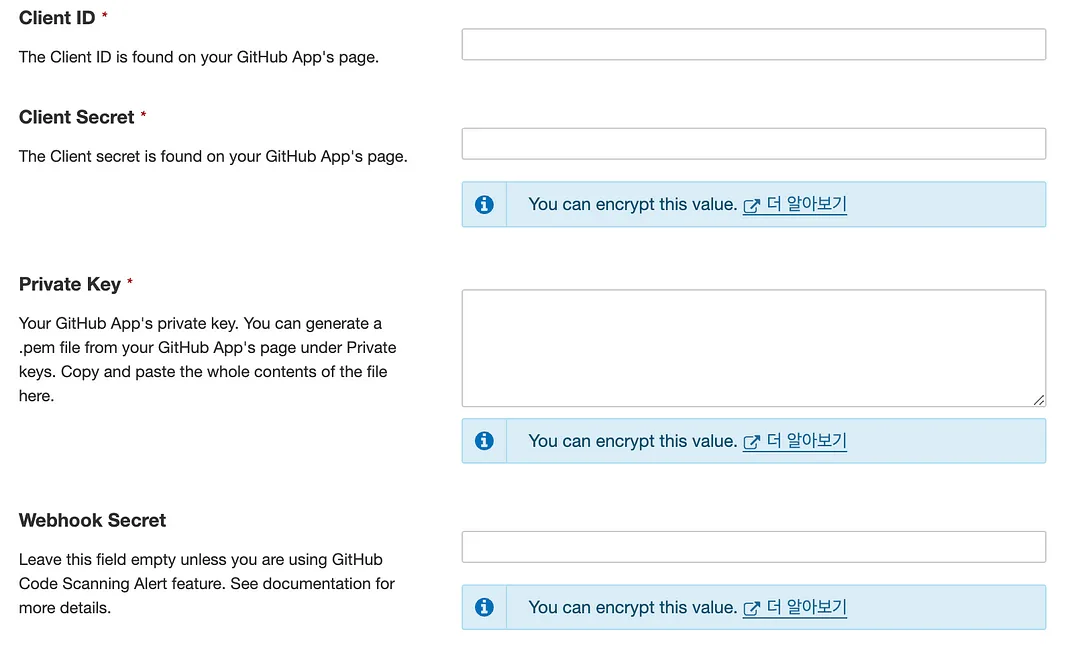 Client ID *
The Client ID is found on your GitHub App's page.
Client Secret *
The Client secret is found on your GitHub App's page.
You can encrypt this value. 더 알아보기
Private Key *
Your GitHub App's private key. You can generate a
.pem file from your GitHub App's page under Private
keys. Copy and paste the whole contents of the file
here.
You can encrypt this value. 더 알아보기
Webhook Secret
Leave this field empty unless you are using GitHub
Code Scanning Alert feature. See documentation for
more details.
You can encrypt this value. 더 알아보기